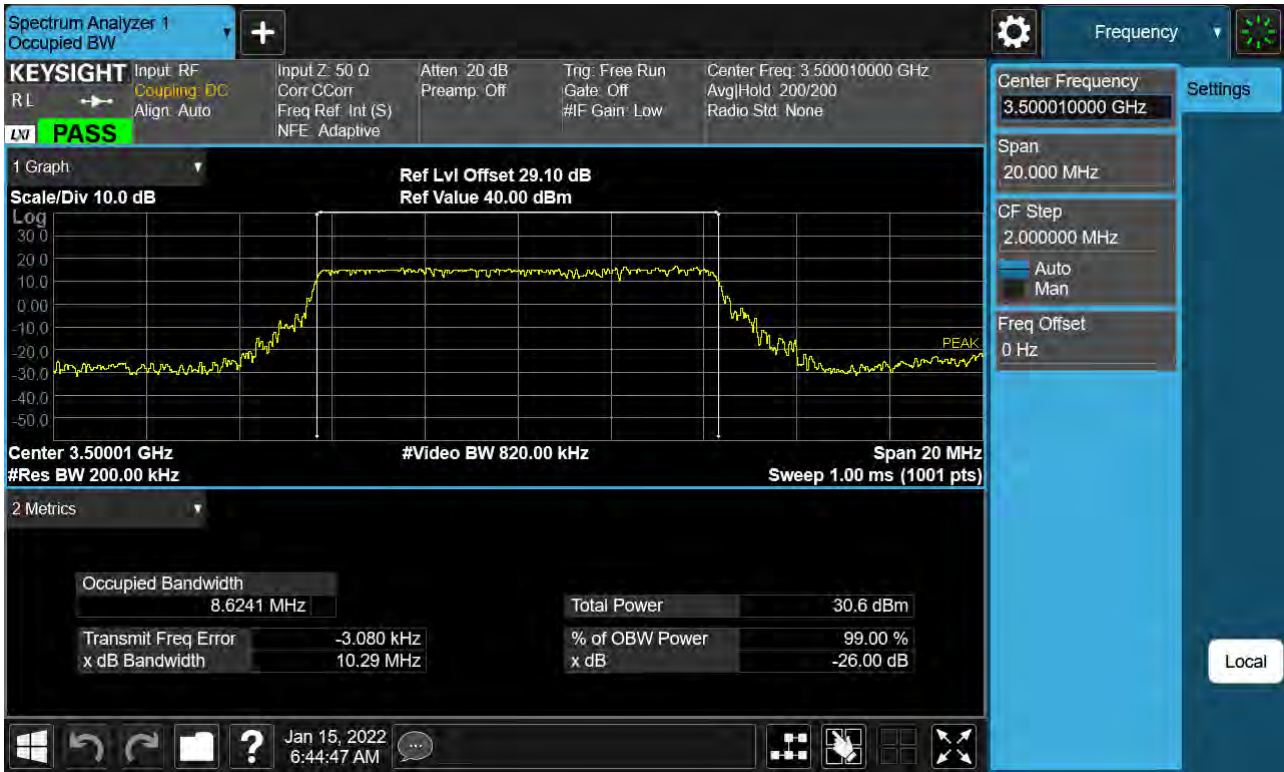 Spectrum Analyzer 1
Occupied BW
+
Frequency
KEYSIGHT
RL
LXI PASS
Input: RF
Coupling: DC
Align: Auto
Input Z: 50 Ω
Corr CCorr
Freq Ref: Int (S)
NFE: Adaptive
Atten: 20 dB
Preamp: Off
Trig: Free Run
Gate: Off
#IF Gain: Low
Center Freq: 3.500010000 GHz
Avg|Hold: 200/200
Radio Std: None
Center Frequency
3.500010000 GHz
Settings
Span
20.000 MHz
CF Step
2.000000 MHz
Auto
Man
Freq Offset
0 Hz
Local
1 Graph
Ref Lvl Offset 29.10 dB
Scale/Div 10.0 dB
Ref Value 40.00 dBm
Log
30.0
20.0
10.0
0.00
-10.0
-20.0
-30.0
-40.0
-50.0
PEAK
Center 3.50001 GHz
#Video BW 820.00 kHz
Span 20 MHz
#Res BW 200.00 kHz
Sweep 1.00 ms (1001 pts)
2 Metrics
Occupied Bandwidth
8.6241 MHz
Total Power 30.6 dBm
Transmit Freq Error -3.080 kHz
% of OBW Power 99.00 %
x dB Bandwidth 10.29 MHz
x dB -26.00 dB
?
Jan 15, 2022
6:44:47 AM